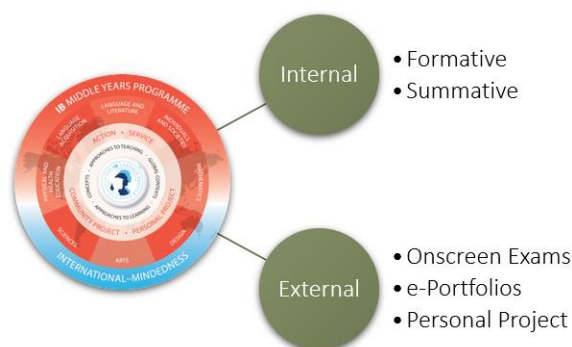 IB MIDDLE YEARS PROGRAMME
LANGUAGE AND
LITERATURE
LANGUAGE
ACQUISITION
INDIVIDUALS
AND SOCIETIES
PHYSICAL AND
HEALTH
EDUCATION
MATHEMATICS
SCIENCES
ARTS
DESIGN
ACTION • SERVICE
COMMUNITY PROJECT • PERSONAL PROJECT
APPROACHES TO TEACHING • GLOBAL CONTEXTS
CONCEPTS • APPROACHES TO LEARNING
INTERNATIONAL–MINDEDNESS
Internal
• Formative
• Summative
External
• Onscreen Exams
• e-Portfolios
• Personal Project